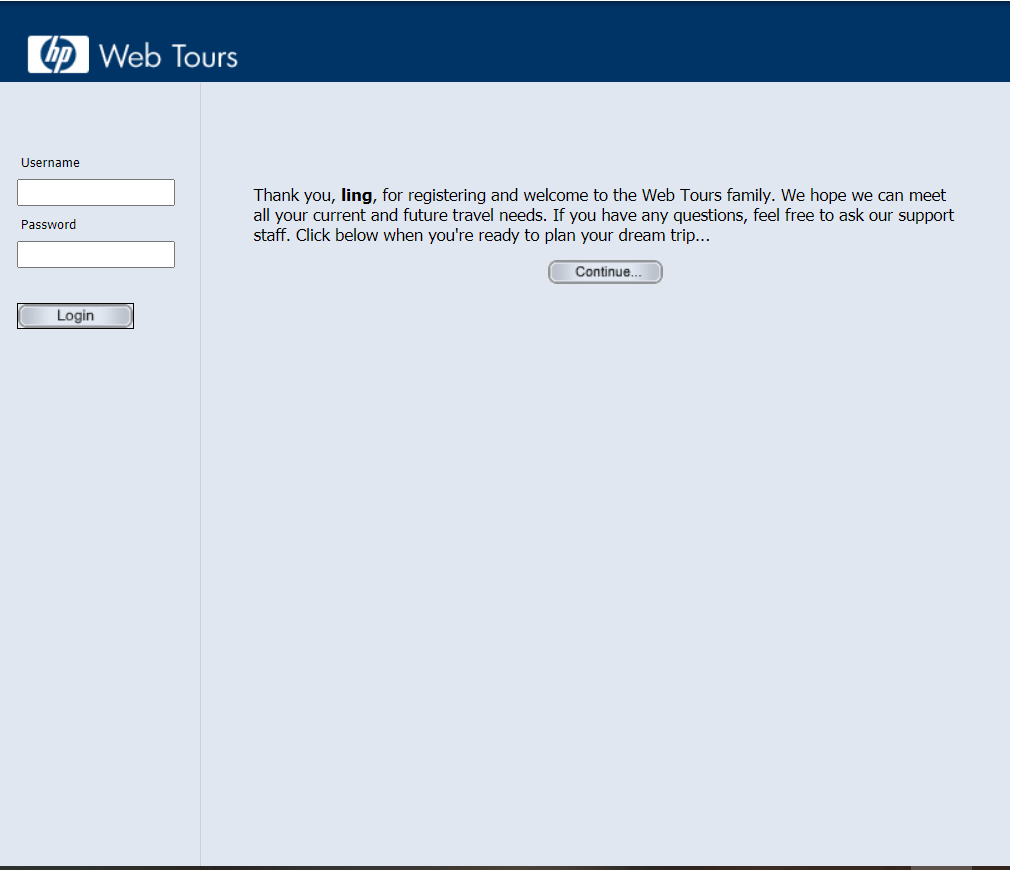 hp Web Tours
Username
Password
Login
Thank you, ling, for registering and welcome to the Web Tours family. We hope we can meet
all your current and future travel needs. If you have any questions, feel free to ask our support
staff. Click below when you're ready to plan your dream trip...
Continue...